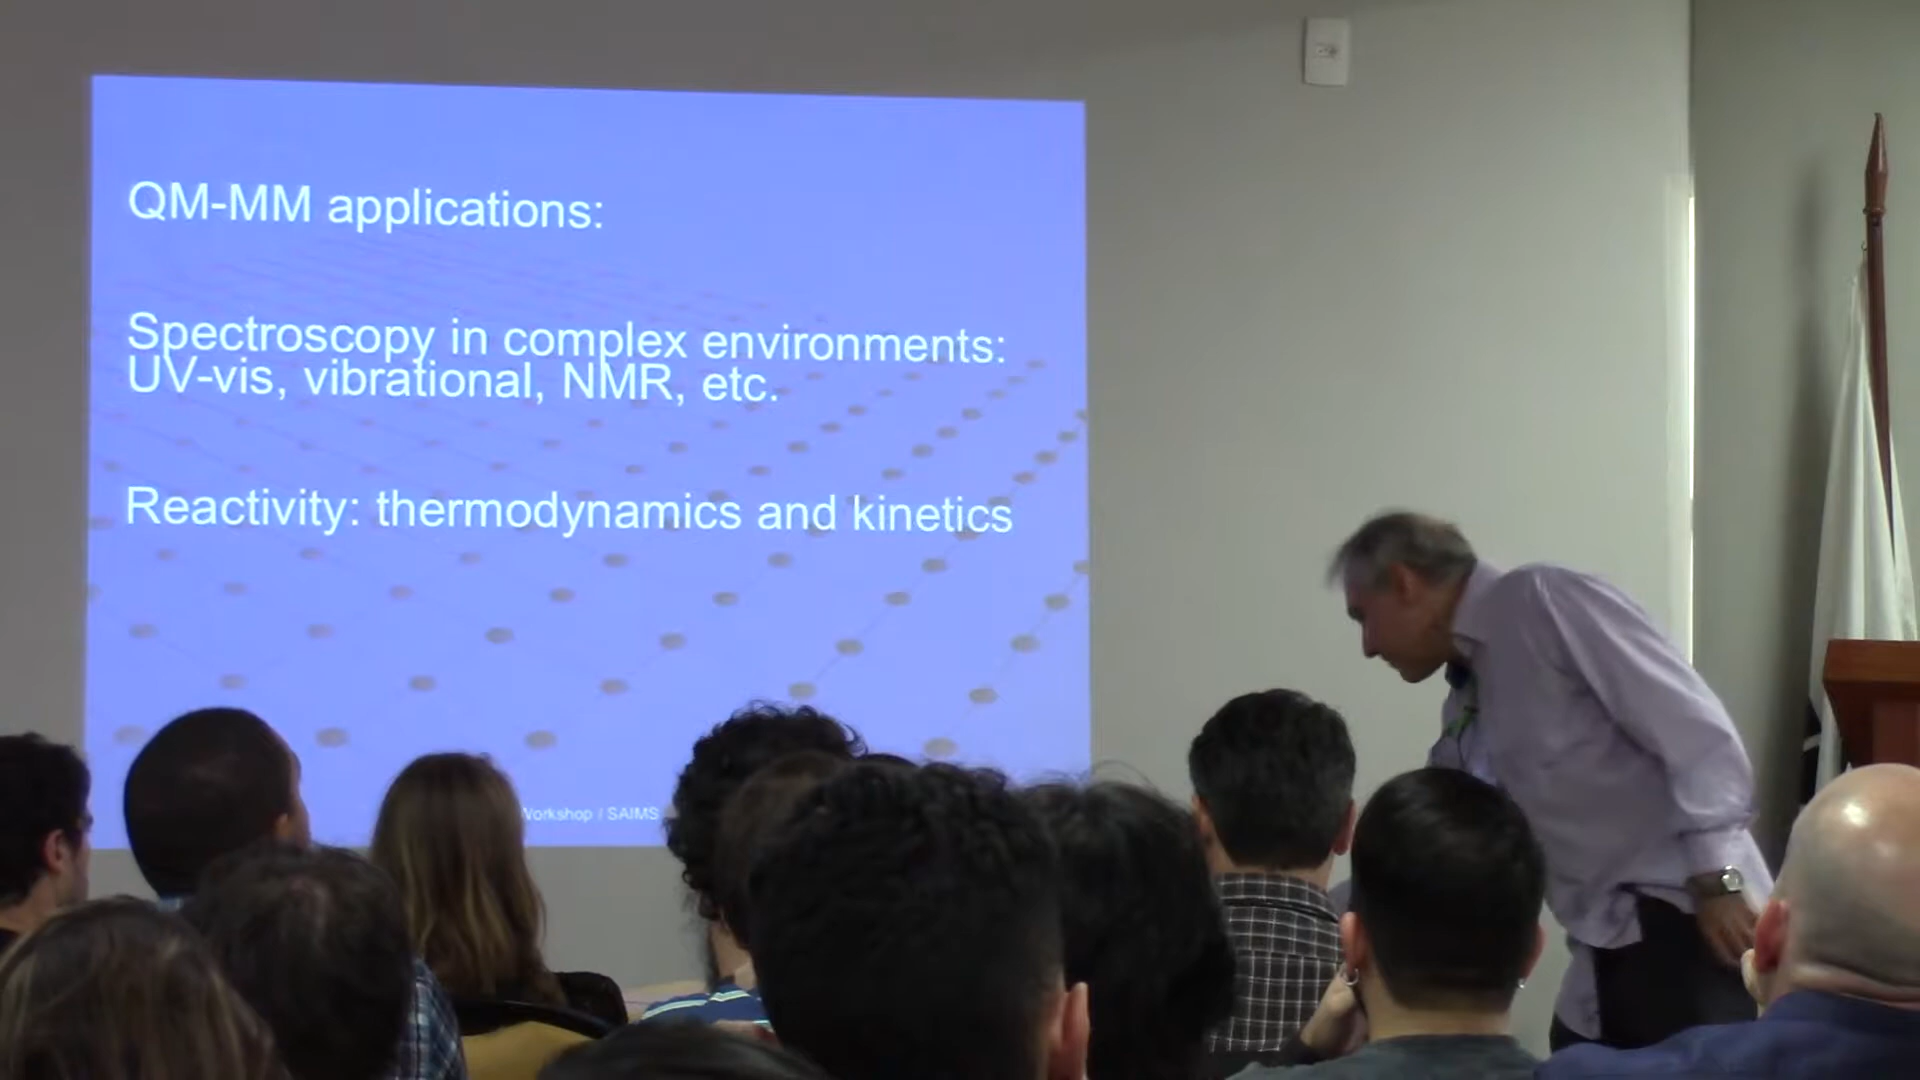 QM-MM applications:
Spectroscopy in complex environments:
UV-vis, vibrational, NMR, etc.
Reactivity: thermodynamics and kinetics
Workshop / SAIMS